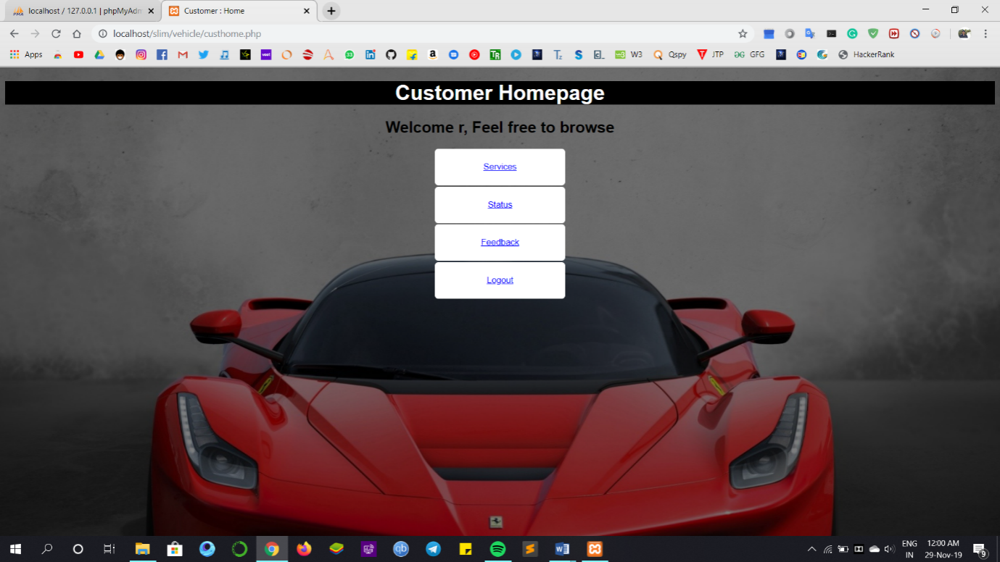 localhost / 127.0.0.1 | phpMyAdm
Customer : Home
localhost/slim/vehicle/custhome.php
Apps
W3
Qspy
JTP
GFG
HackerRank
Customer Homepage
Welcome r, Feel free to browse
Services
Status
Feedback
Logout
ENG
IN
12:00 AM
29-Nov-19
9